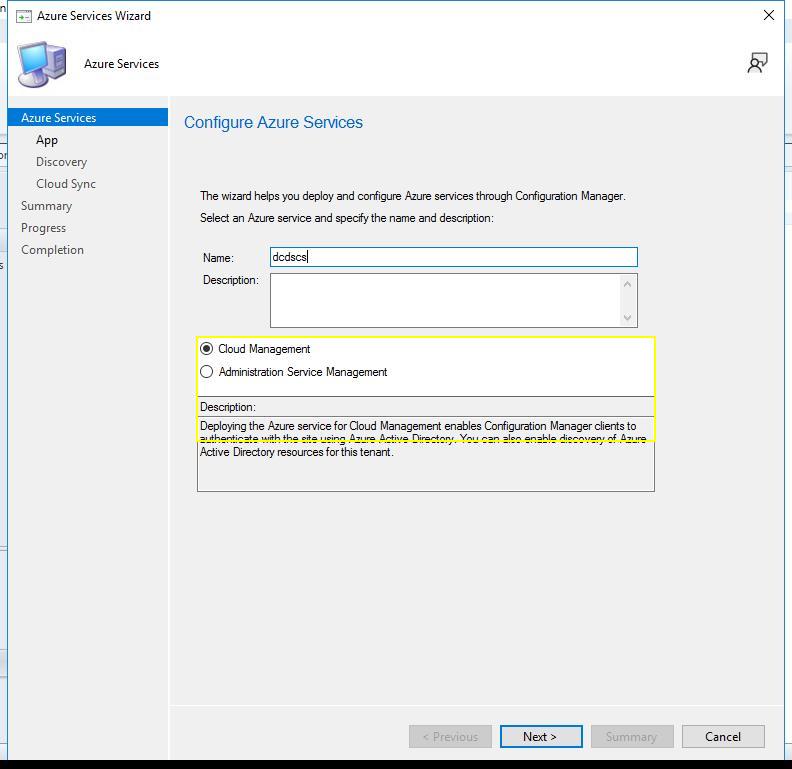 Azure Services Wizard
Azure Services
Azure Services
App
Discovery
Cloud Sync
Summary
Progress
Completion
Configure Azure Services
The wizard helps you deploy and configure Azure services through Configuration Manager.
Select an Azure service and specify the name and description:
Name:
dcdscs
Description:
Cloud Management
Administration Service Management
Description:
Deploying the Azure service for Cloud Management enables Configuration Manager clients to
authenticate with the site using Azure Active Directory. You can also enable discovery of Azure
Active Directory resources for this tenant.
< Previous
Next >
Summary
Cancel